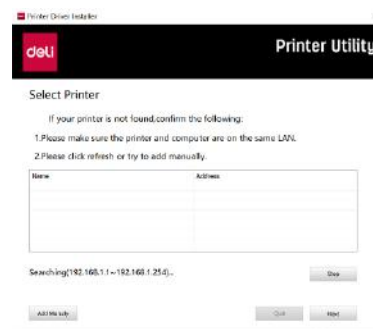 Printer Driver Installer
deli
Printer Utility
Select Printer
If your printer is not found,confirm the following:
1.Please make sure the printer and computer are on the same LAN.
2.Please click refresh or try to add manually.
Name Address
Searching(192.168.1.1~192.168.1.254)..
Stop
Add Manually
Quit Next